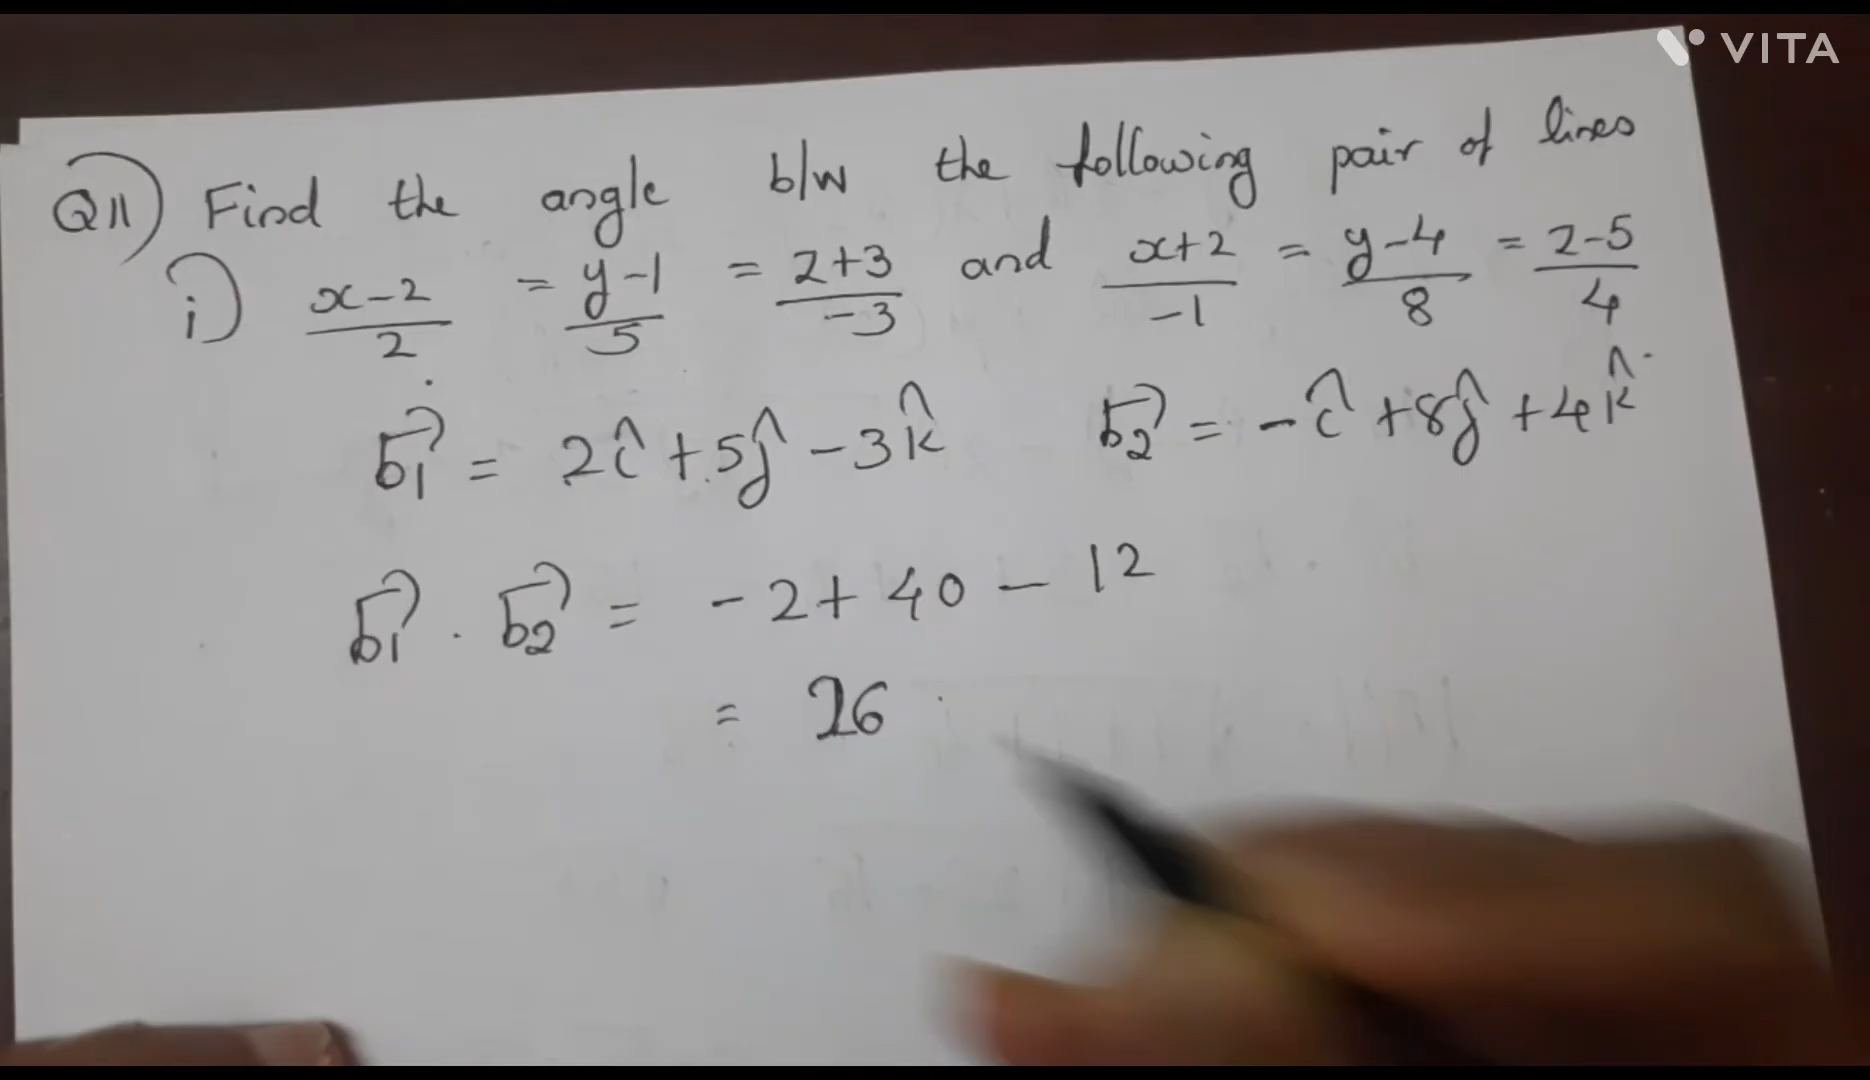 VITA
Q11) Find the angle b/w the following pair of lines
i) x-2/2 = y-1/5 = z+3/-3 and x+2/-1 = y-4/8 = z-5/4
b₁⃗ = 2î+5ĵ-3k̂ b₂⃗ = -î+8ĵ+4k̂
b₁⃗ . b₂⃗ = -2+40-12
= 26